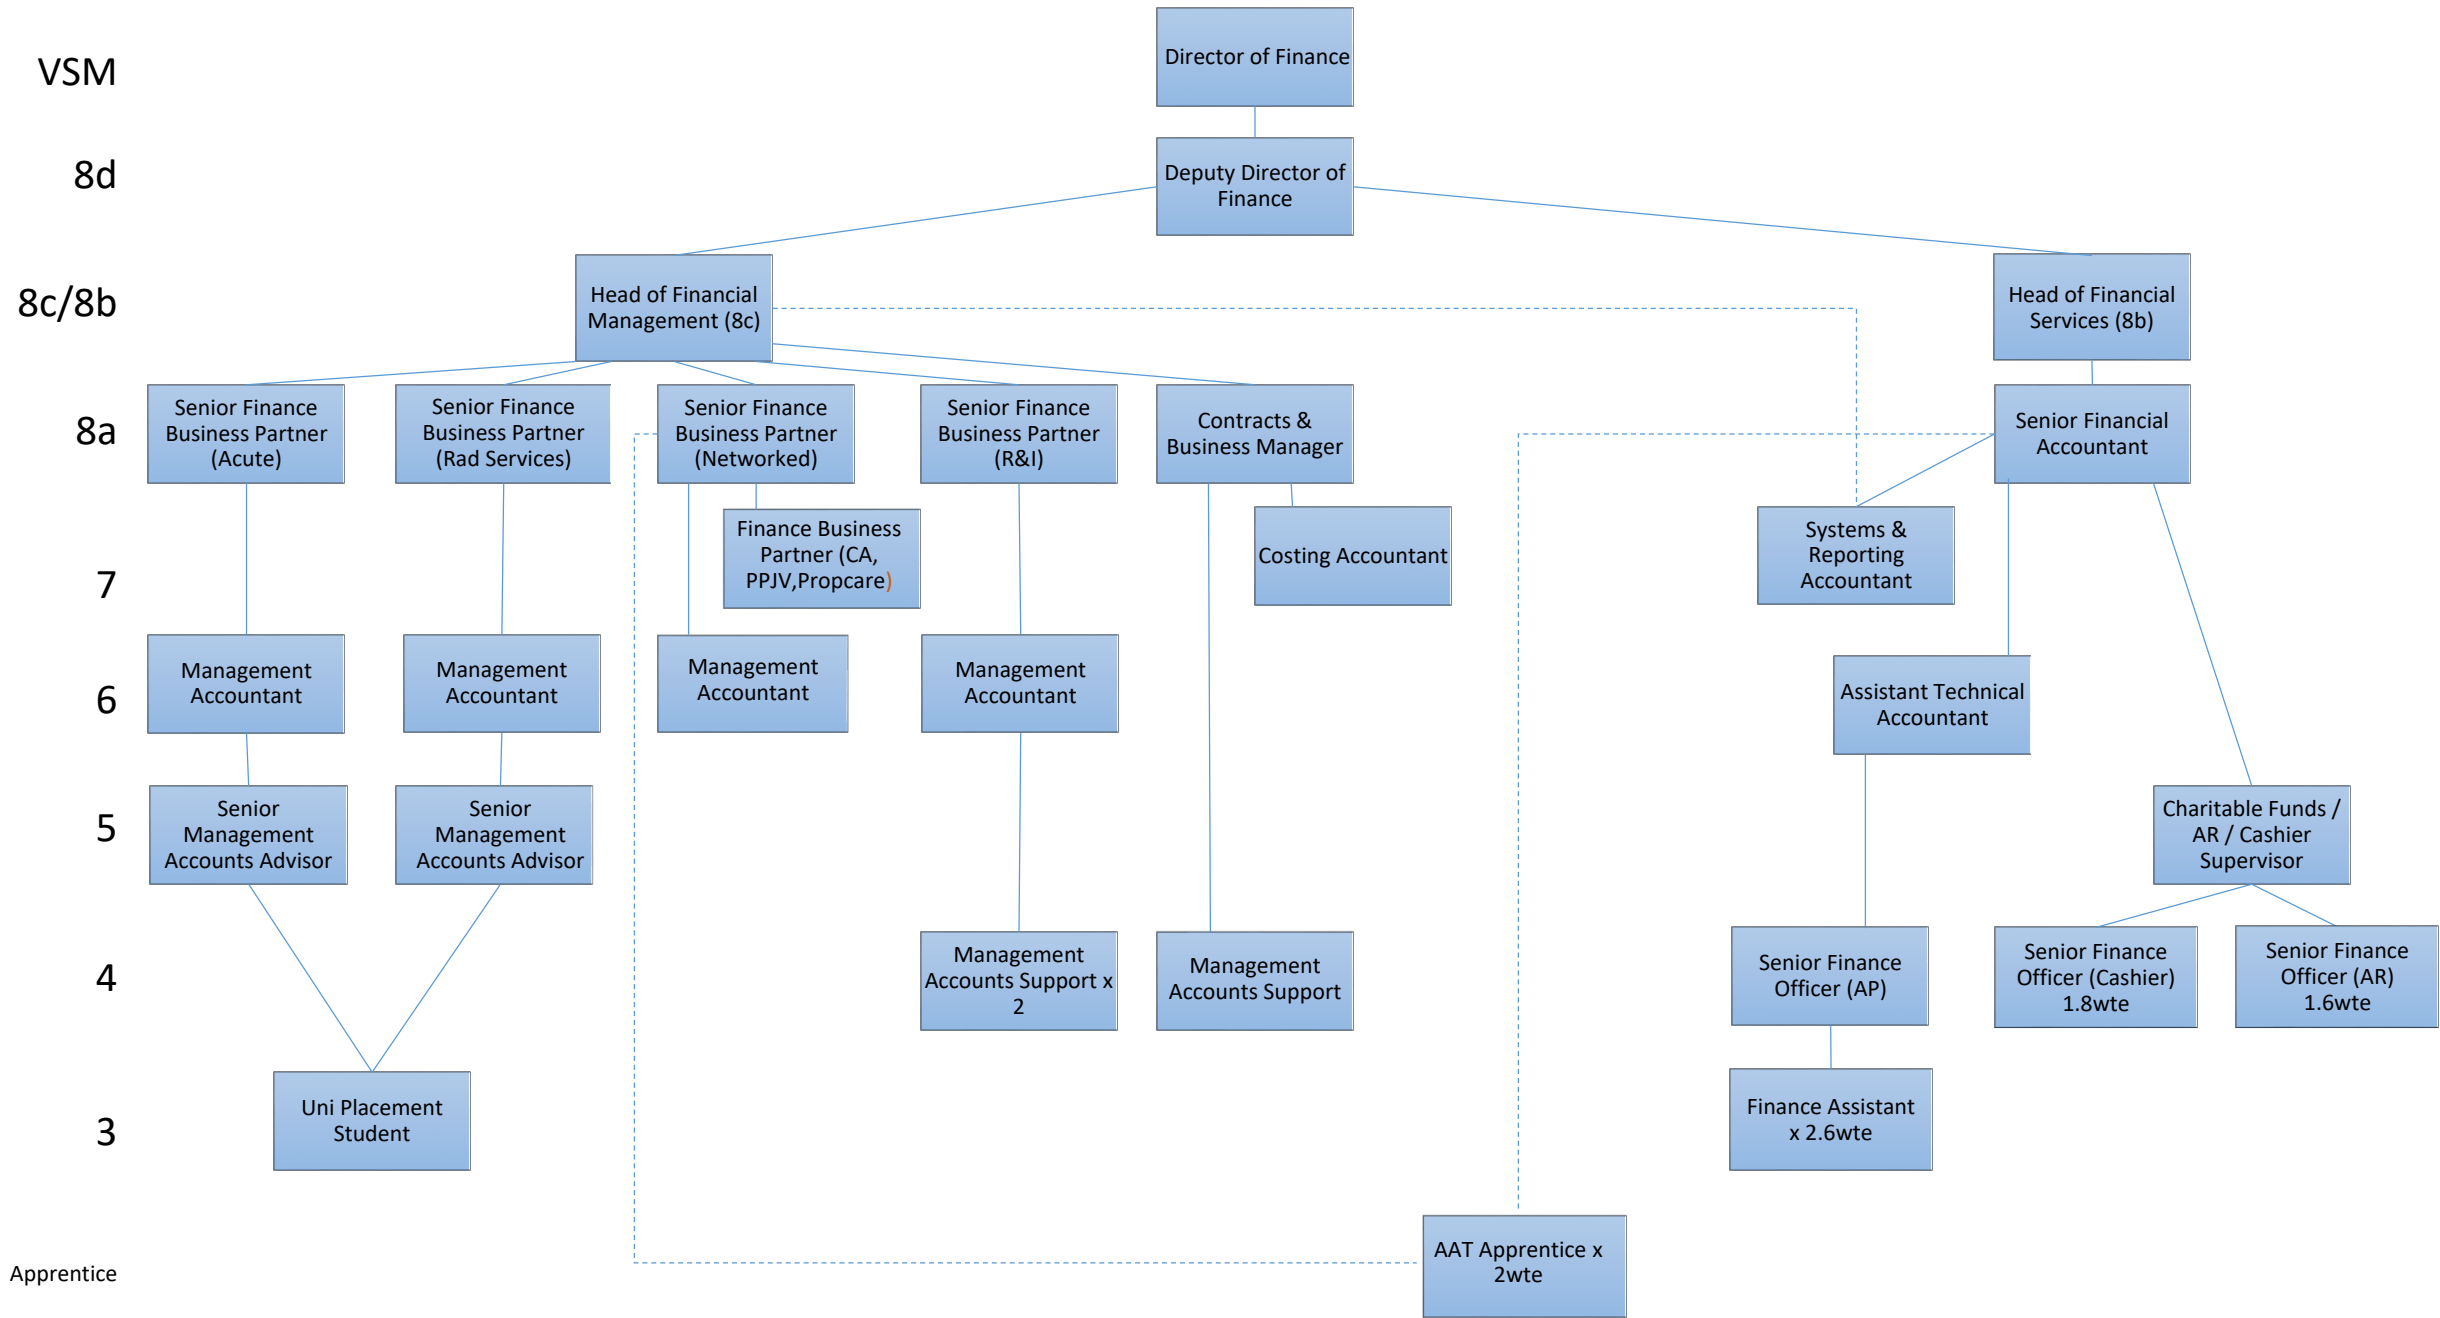 VSM
Director of Finance
8d
Deputy Director of
Finance
8c/8b
Head of Financial
Management (8c)
Head of Financial
Services (8b)
8a
Senior Finance
Business Partner
(Acute)
Senior Finance
Business Partner
(Rad Services)
Senior Finance
Business Partner
(Networked)
Senior Finance
Business Partner
(R&I)
Contracts &
Business Manager
Senior Financial
Accountant
7
Finance Business
Partner (CA,
PPJV,Propcare)
Costing Accountant
Systems &
Reporting
Accountant
6
Management
Accountant
Management
Accountant
Management
Accountant
Management
Accountant
Assistant Technical
Accountant
5
Senior
Management
Accounts Advisor
Senior
Management
Accounts Advisor
Charitable Funds /
AR / Cashier
Supervisor
4
Management
Accounts Support x
2
Management
Accounts Support
Senior Finance
Officer (AP)
Senior Finance
Officer (Cashier)
1.8wte
Senior Finance
Officer (AR)
1.6wte
3
Uni Placement
Student
Finance Assistant
x 2.6wte
Apprentice
AAT Apprentice x
2wte